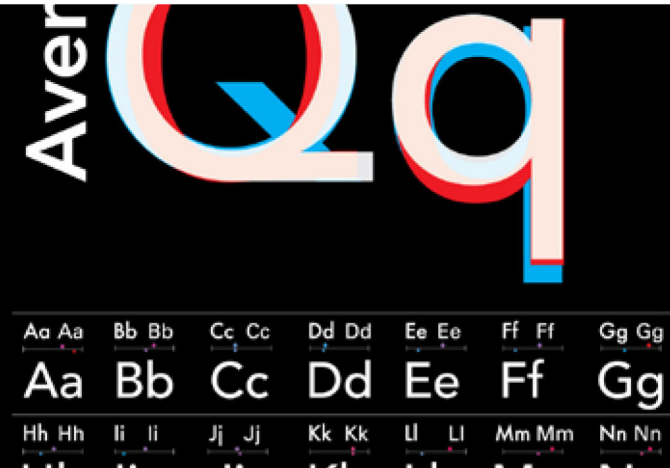 Aver
Qq
Aa Aa Bb Bb Cc Cc Dd Dd Ee Ee Ff Ff Gg Gg
Aa Bb Cc Dd Ee Ff Gg
Hh Hh Ii Ii Jj Jj Kk Kk Ll Ll Mm Mm Nn Nn